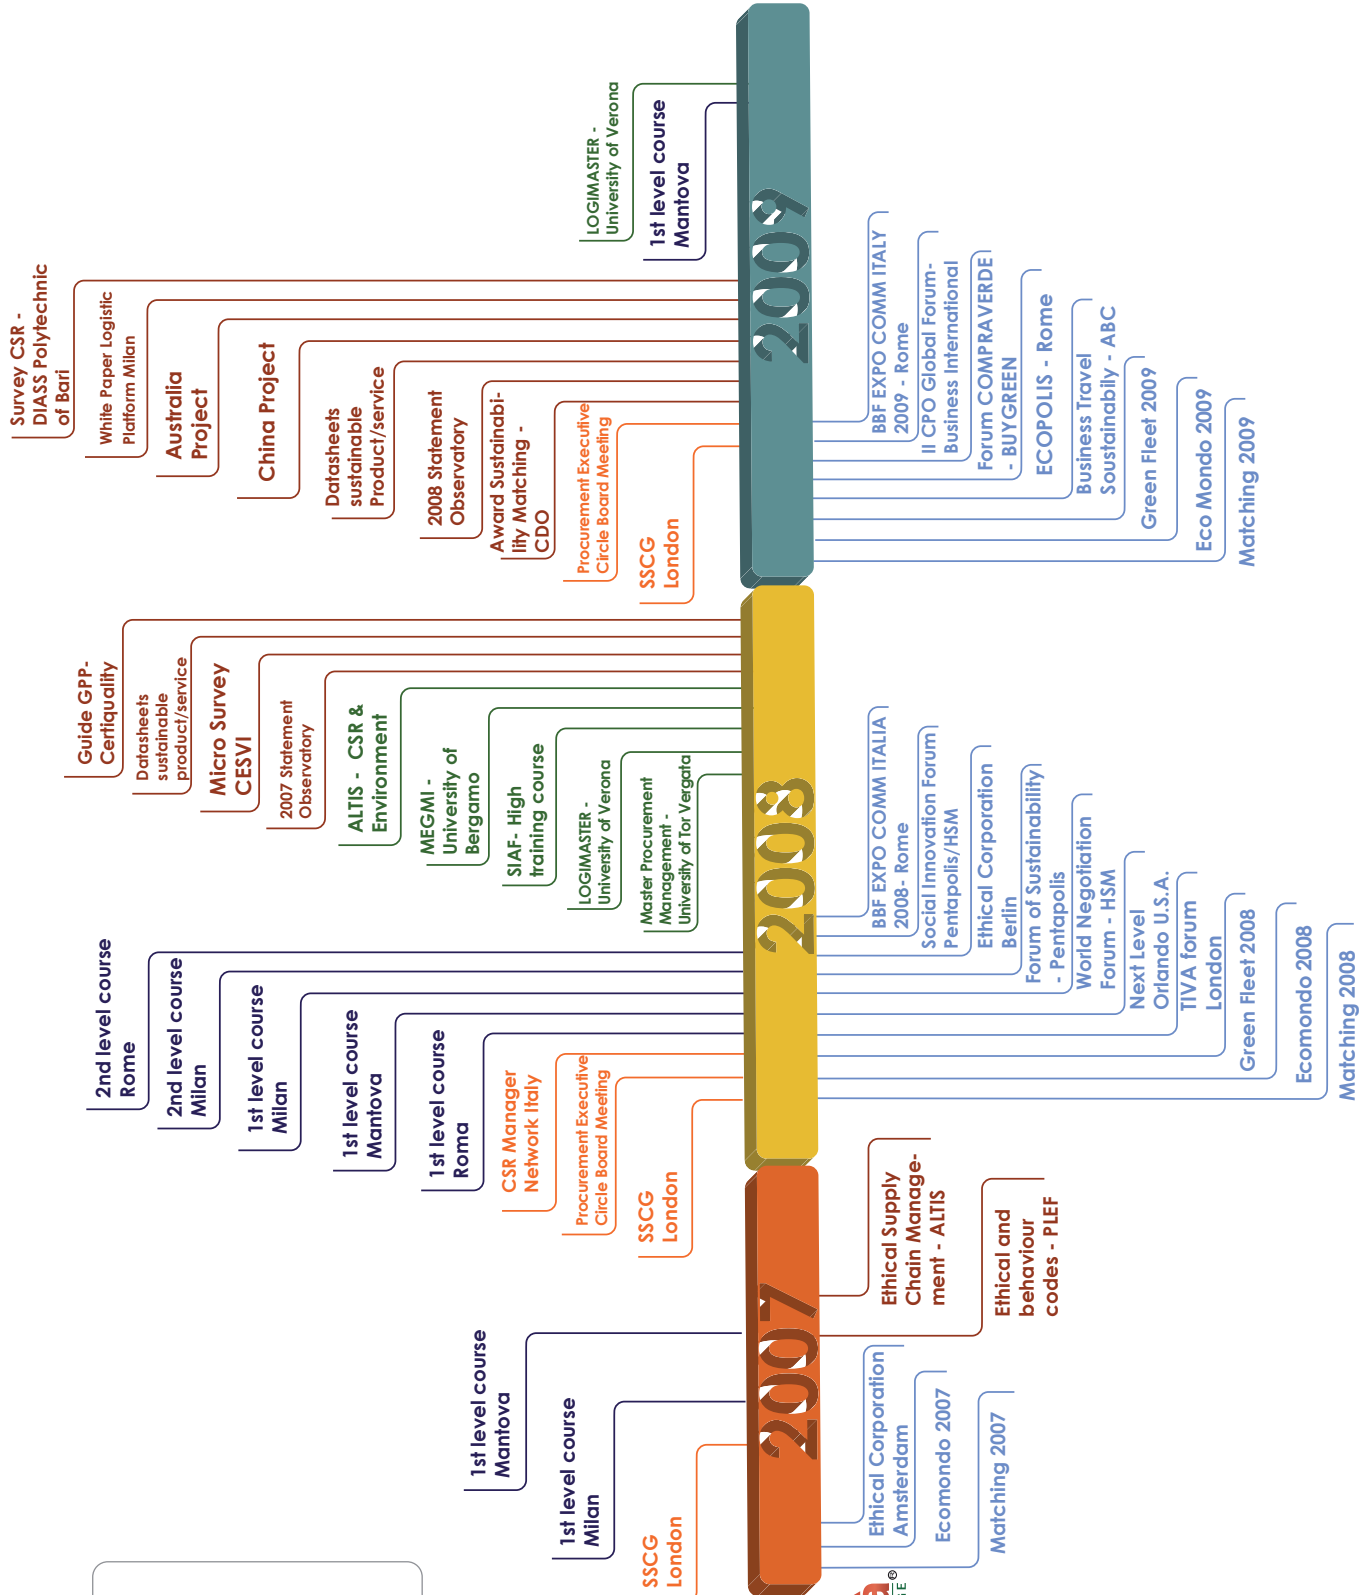 SSCG
London
1st level course
Milan
1st level course
Mantova
2007
Matching 2007
Ecomondo 2007
Ethical Corporation
Amsterdam
Ethical and
behaviour
codes - PLEF
Ethical Supply
Chain Manage-
ment - ALTIS
SSCG
London
Procurement Executive
Circle Board Meeting
CSR Manager
Network Italy
1st level course
Roma
1st level course
Mantova
1st level course
Milan
2nd level course
Milan
2nd level course
Rome
Master Procurement
Management -
University of Tor Vergata
LOGIMASTER -
University of Verona
SIAF- High
training course
MEGMI -
University of
Bergamo
ALTIS - CSR &
Environment
2007 Statement
Observatory
Micro Survey
CESVI
Datasheets
sustainable
product/service
Guide GPP-
Certiquality
2008
Matching 2008
Ecomondo 2008
Green Fleet 2008
TIVA forum
London
Next Level
Orlando U.S.A.
World Negotiation
Forum - HSM
Forum of Sustainability
- Pentapolis
Ethical Corporation
Berlin
Social Innovation Forum
Pentapolis/HSM
BBF EXPO COMM ITALIA
2008- Rome
SSCG
London
Procurement Executive
Circle Board Meeting
Award Sustainabi-
lity Matching -
CDO
2008 Statement
Observatory
Datasheets
sustainable
Product/service
China Project
Australia
Project
White Paper Logistic
Platform Milan
Survey CSR -
DIASS Polytechnic
of Bari
1st level course
Mantova
LOGIMASTER -
University of Verona
2009
Matching 2009
Eco Mondo 2009
Green Fleet 2009
Business Travel
Soustainabily - ABC
ECOPOLIS - Rome
Forum COMPRAVERDE
- BUYGREEN
II CPO Global Forum-
Business International
BBF EXPO COMM ITALY
2009 - Rome